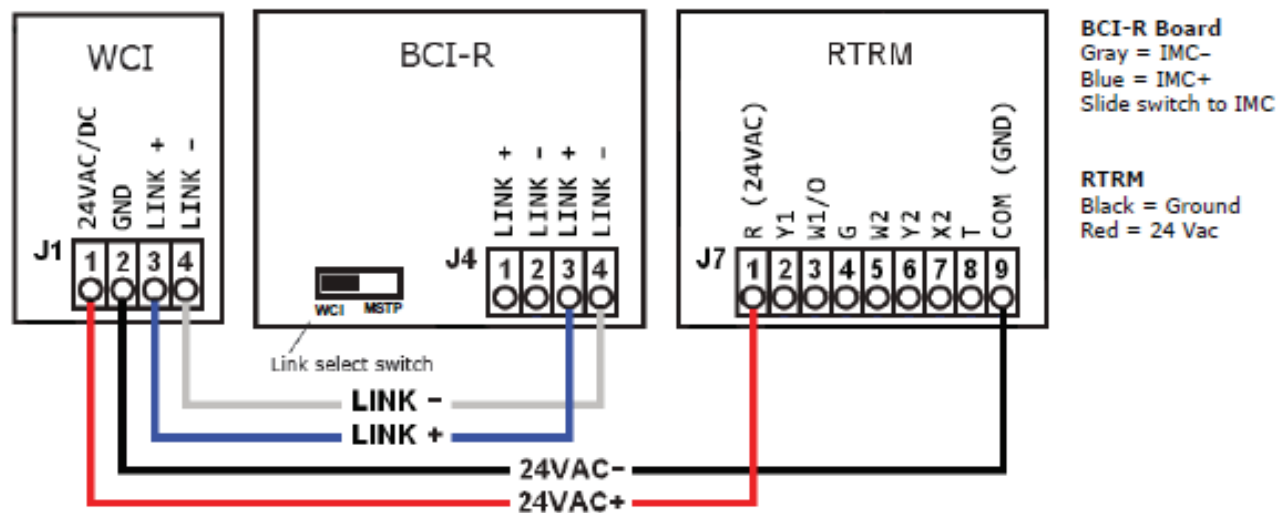 WCI
24VAC/DC
GND
LINK +
LINK -
J1
1 2 3 4
BCI-R
LINK +
LINK -
LINK +
LINK -
J4
1 2 3 4
WCI MSTP
Link select switch
RTRM
R (24VAC)
Y1
W1/O
G
W2
Y2
X2
T
COM (GND)
J7
1 2 3 4 5 6 7 8 9
LINK -
LINK +
24VAC-
24VAC+
BCI-R Board
Gray = IMC-
Blue = IMC+
Slide switch to IMC
RTRM
Black = Ground
Red = 24 Vac